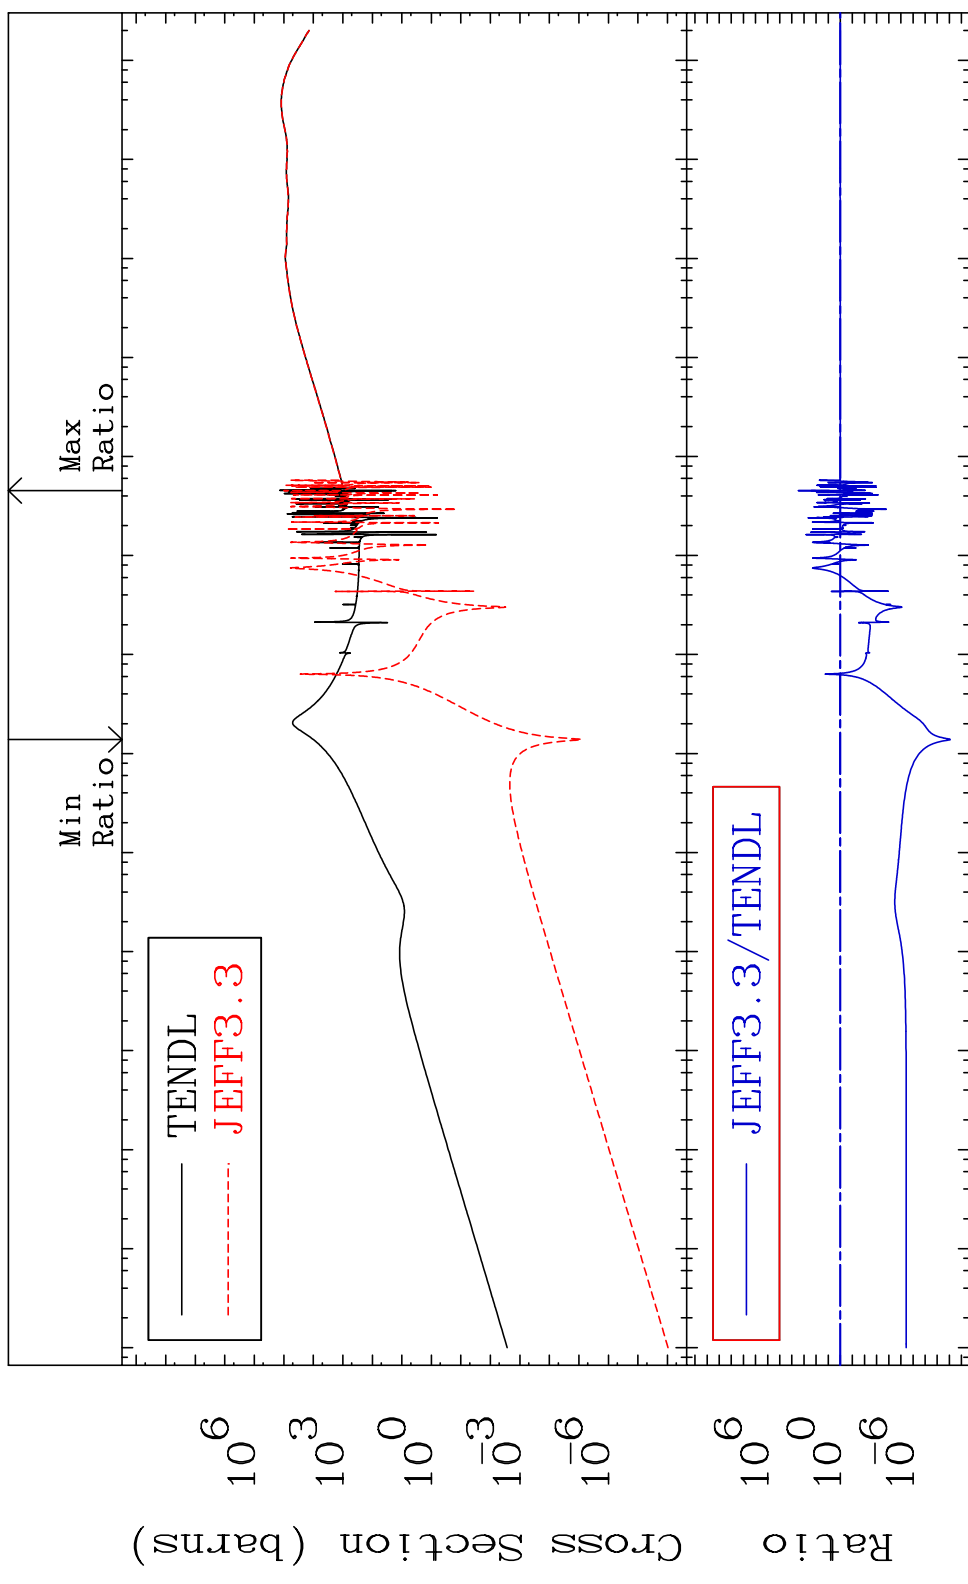 Max
Ratio
Min
Ratio
TENDL
JEFF3.3
Cross Section (barns)
10^6
10^3
10^0
10^-3
10^-6
JEFF3.3/TENDL
Ratio
10^6
10^0
10^-6